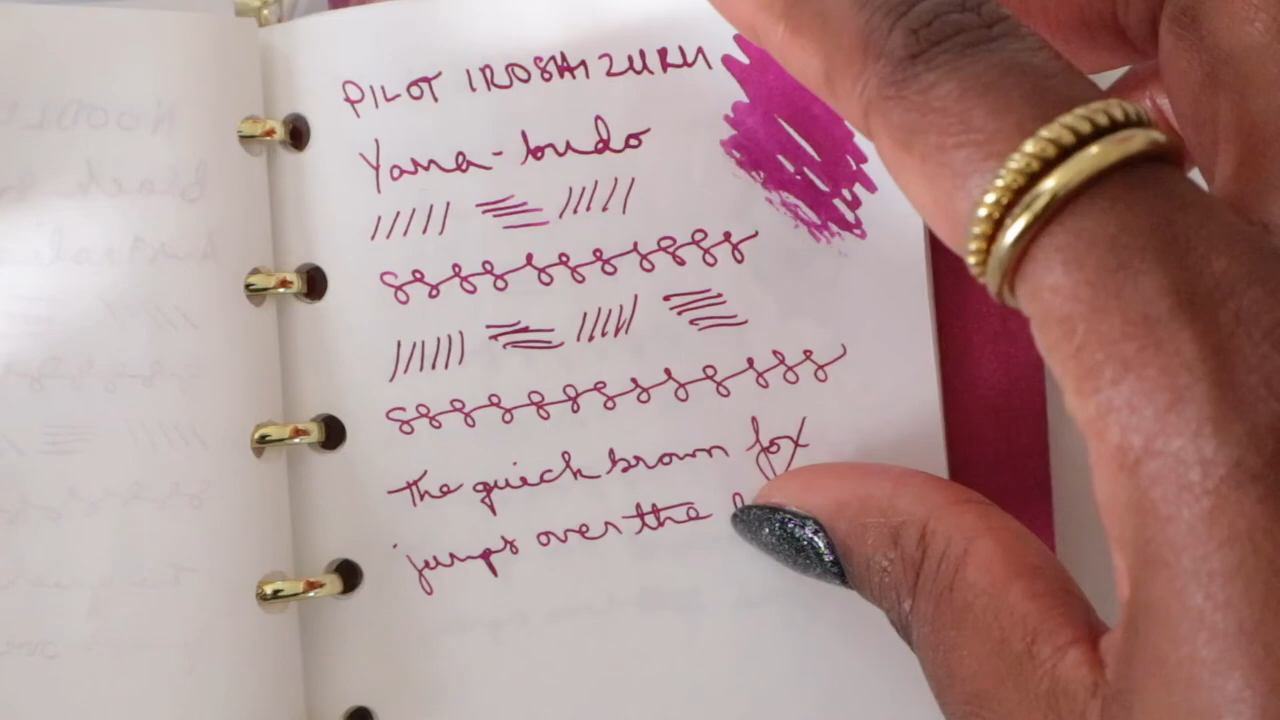 PILOT IROSHIZUKU
Yama-budo
The quick brown fox
jumps over the